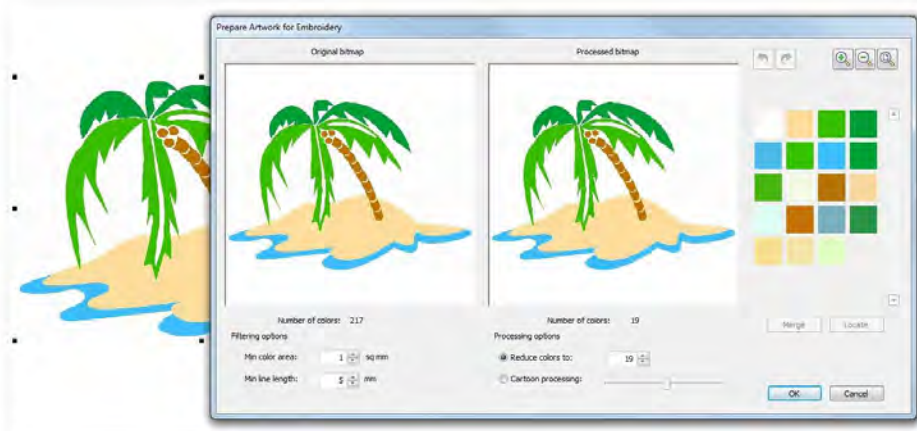 Prepare Artwork for Embroidery
Original bitmap
Processed bitmap
Number of colors: 217
Number of colors: 19
Filtering options
Processing options
Min color area: 1 sq mm
Reduce colors to: 19
Min line length: 5 mm
Cartoon processing:
Merge
Locate
OK
Cancel